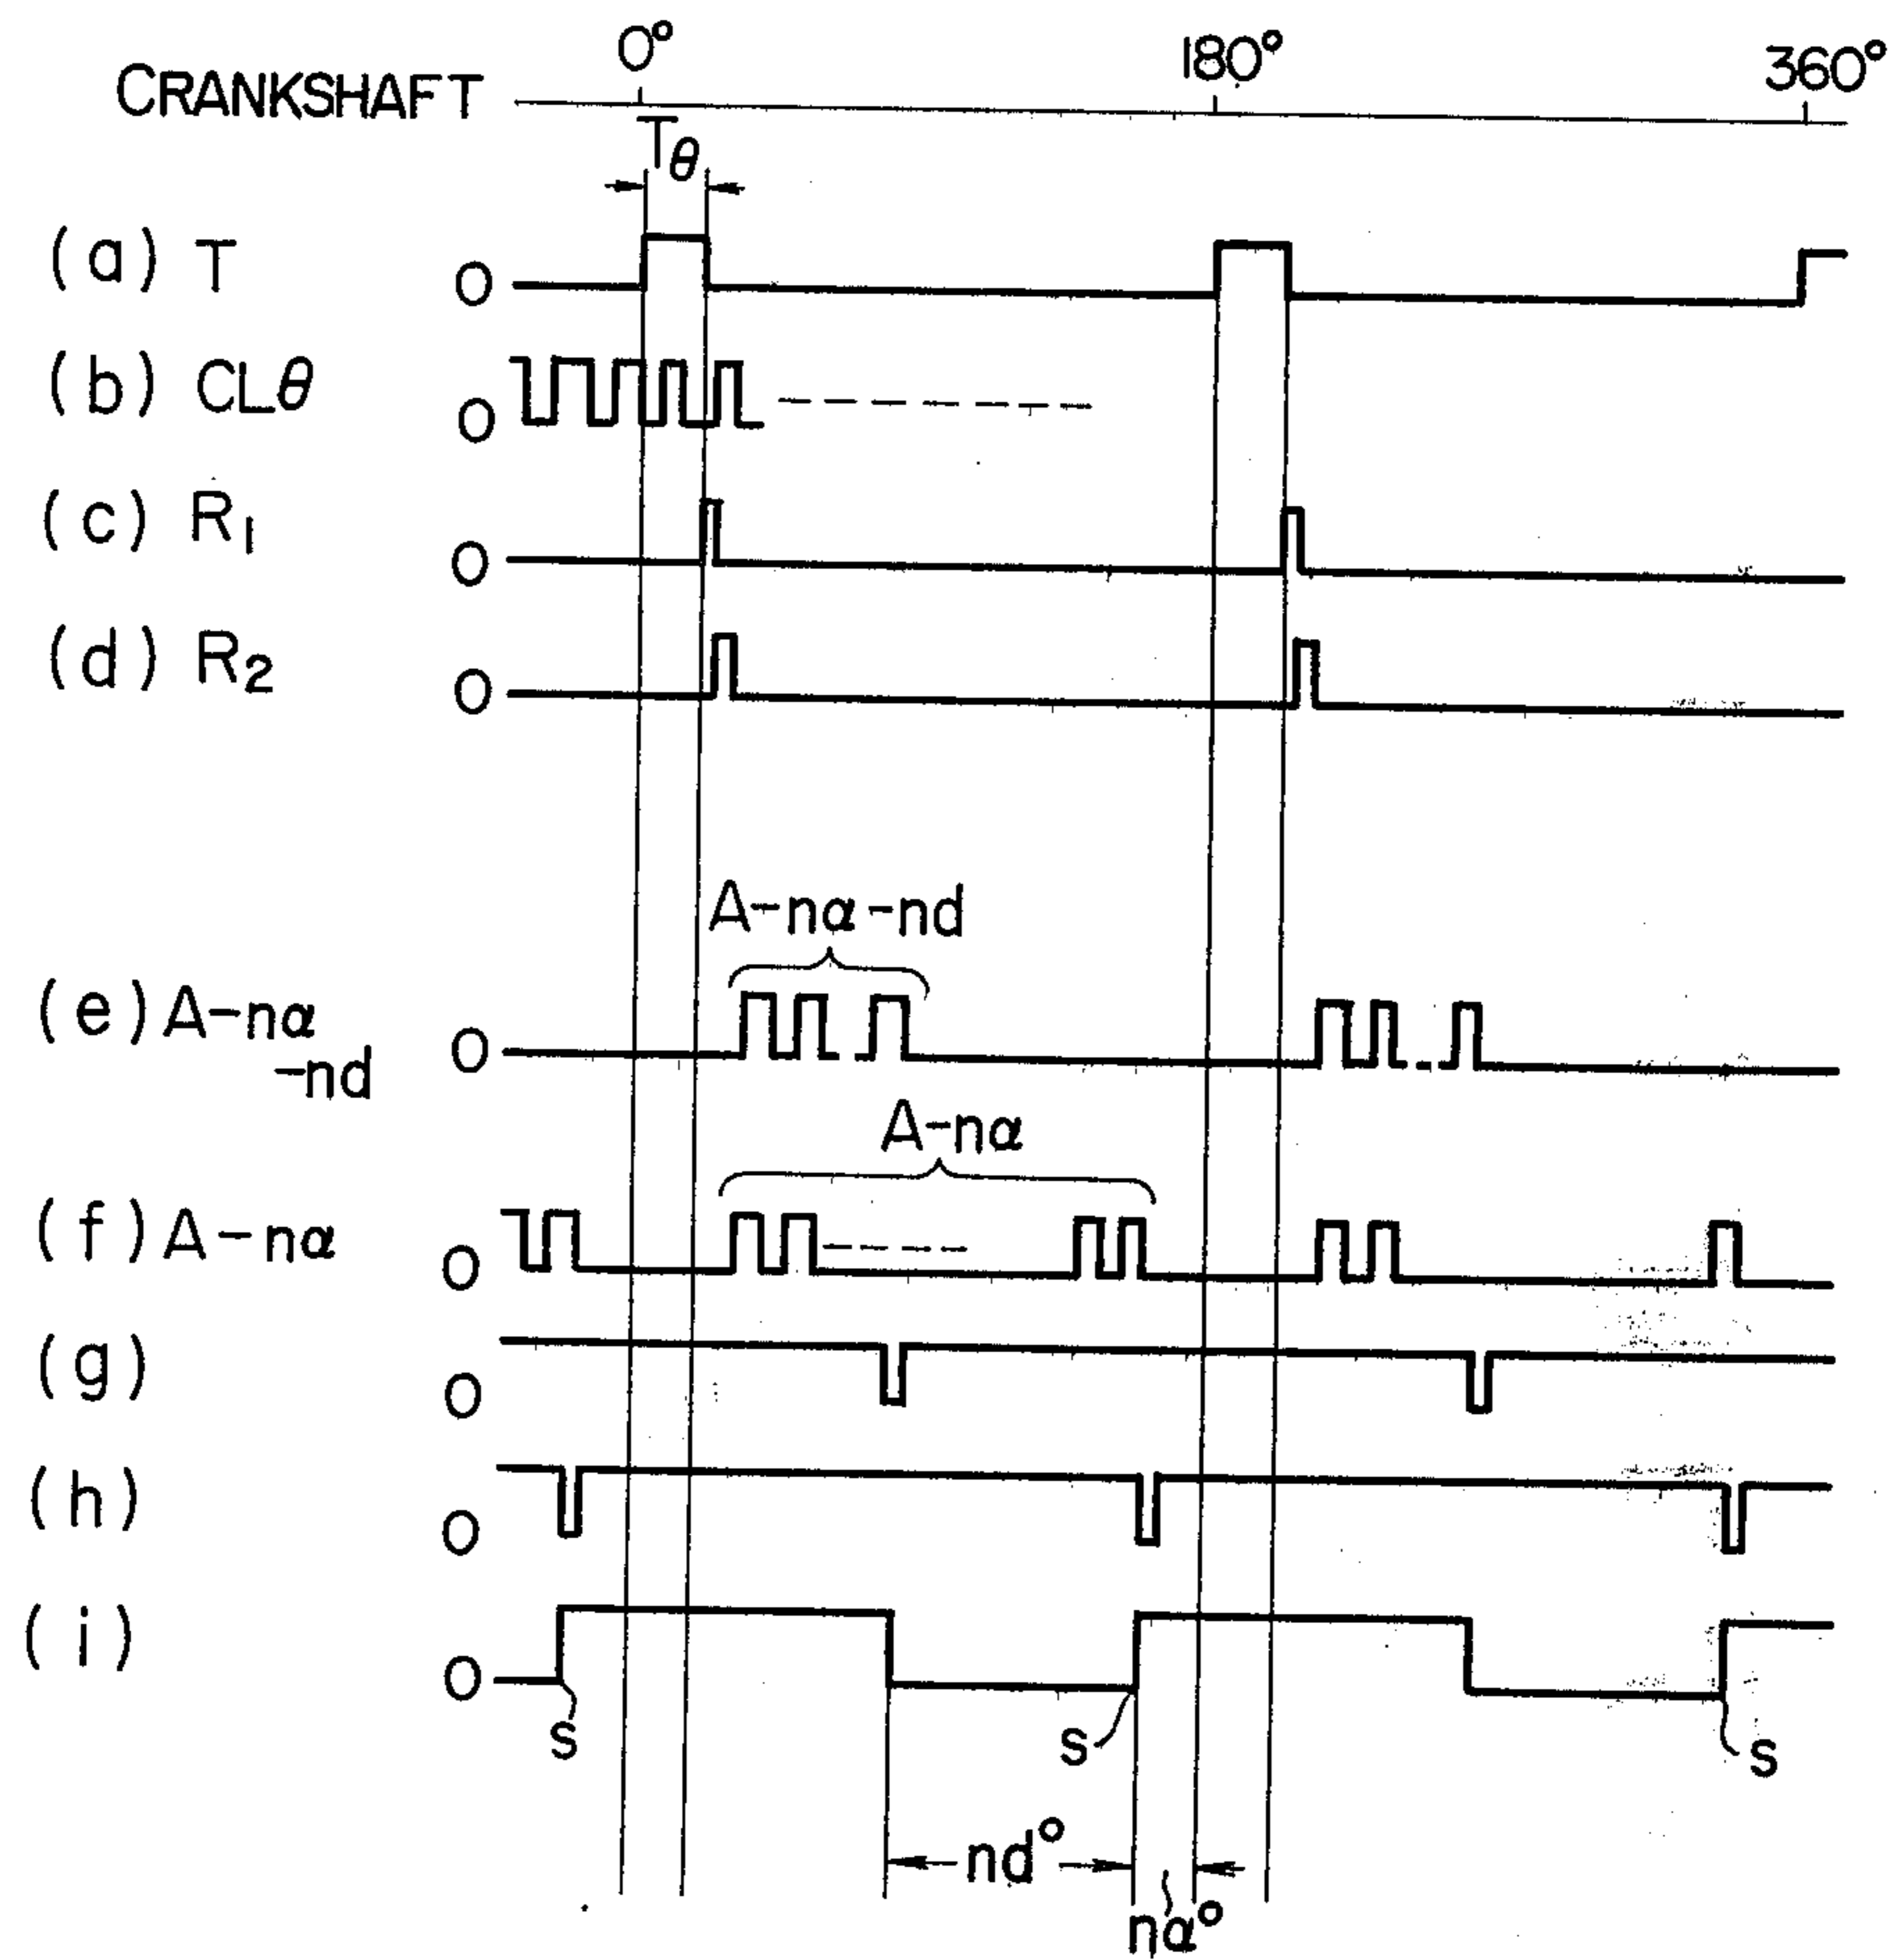 0° 180° 360°
CRANKSHAFT
Tθ
(a) T 0
(b) CLθ 0
(c) R1 0
(d) R2 0
A-nα-nd
(e) A-nα 0
-nd
A-nα
(f) A-nα 0
(g) 0
(h) 0
(i) 0
s s s
nd°
nα°